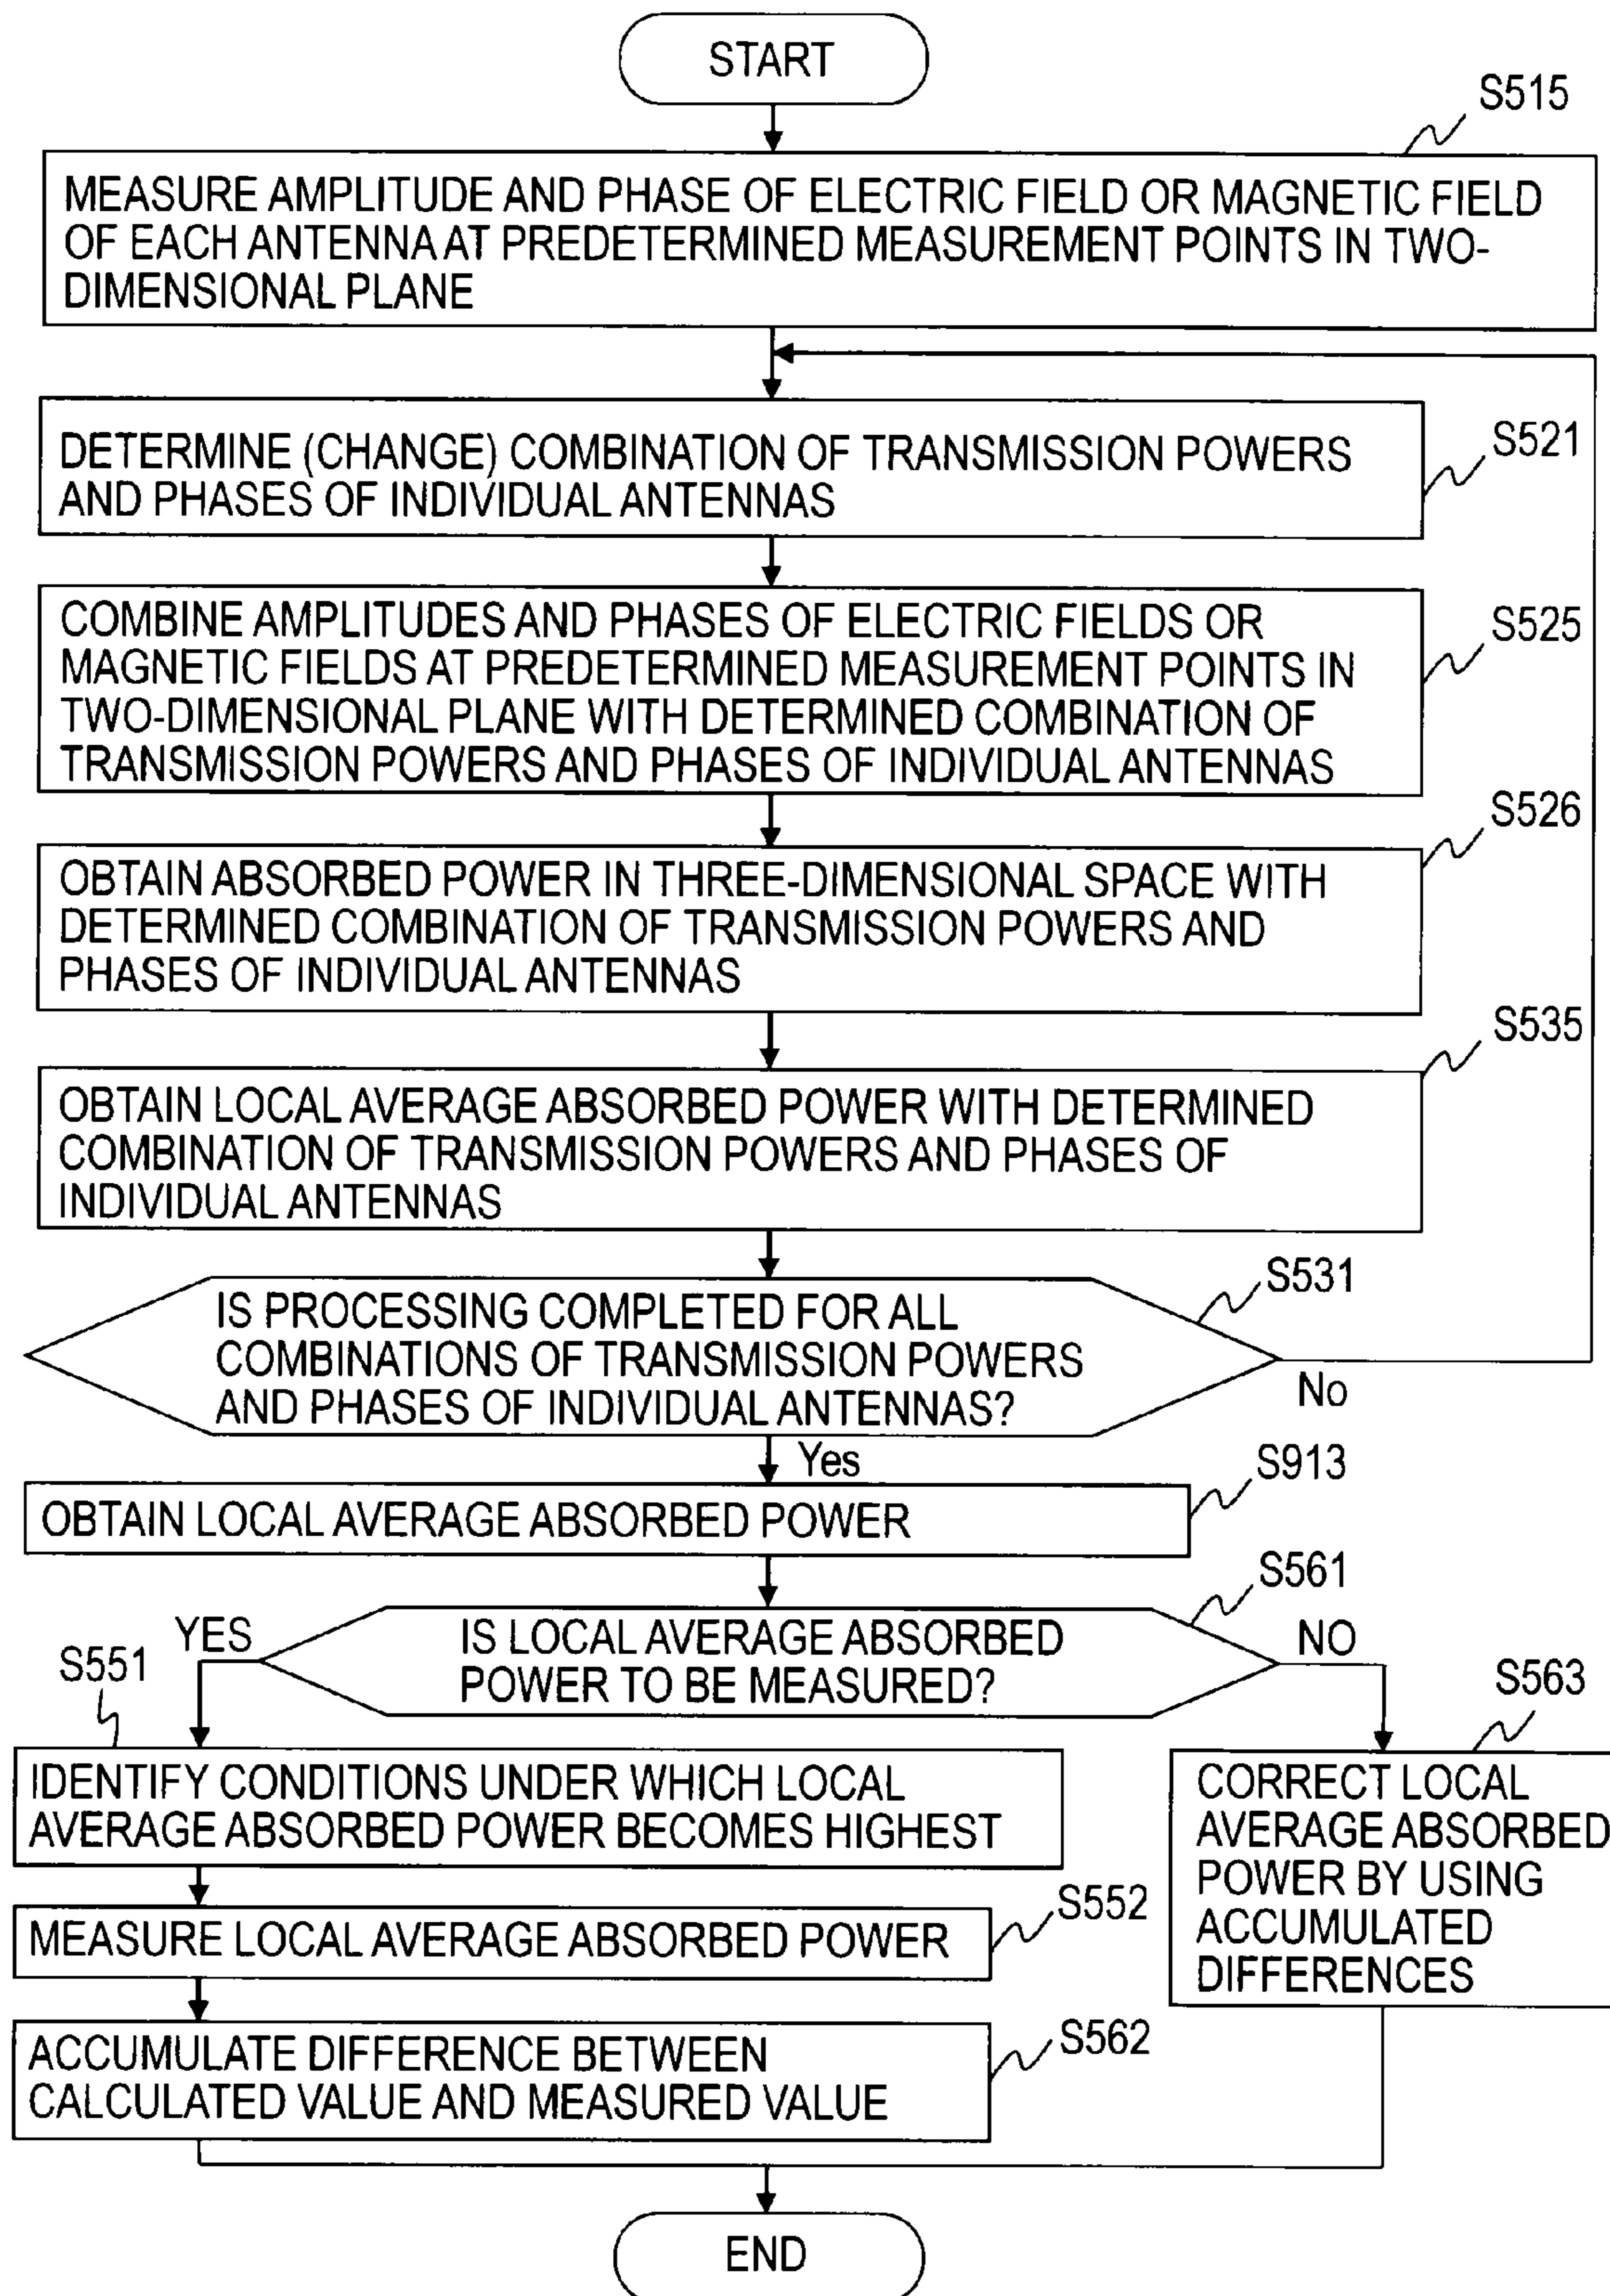 START
S515
MEASURE AMPLITUDE AND PHASE OF ELECTRIC FIELD OR MAGNETIC FIELD
OF EACH ANTENNA AT PREDETERMINED MEASUREMENT POINTS IN TWO-
DIMENSIONAL PLANE
S521
DETERMINE (CHANGE) COMBINATION OF TRANSMISSION POWERS
AND PHASES OF INDIVIDUAL ANTENNAS
S525
COMBINE AMPLITUDES AND PHASES OF ELECTRIC FIELDS OR
MAGNETIC FIELDS AT PREDETERMINED MEASUREMENT POINTS IN
TWO-DIMENSIONAL PLANE WITH DETERMINED COMBINATION OF
TRANSMISSION POWERS AND PHASES OF INDIVIDUAL ANTENNAS
S526
OBTAIN ABSORBED POWER IN THREE-DIMENSIONAL SPACE WITH
DETERMINED COMBINATION OF TRANSMISSION POWERS AND
PHASES OF INDIVIDUAL ANTENNAS
S535
OBTAIN LOCAL AVERAGE ABSORBED POWER WITH DETERMINED
COMBINATION OF TRANSMISSION POWERS AND PHASES OF
INDIVIDUAL ANTENNAS
S531
IS PROCESSING COMPLETED FOR ALL
COMBINATIONS OF TRANSMISSION POWERS
AND PHASES OF INDIVIDUAL ANTENNAS?
No
Yes
S913
OBTAIN LOCAL AVERAGE ABSORBED POWER
S561
YES
IS LOCAL AVERAGE ABSORBED
POWER TO BE MEASURED?
NO
S551
IDENTIFY CONDITIONS UNDER WHICH LOCAL
AVERAGE ABSORBED POWER BECOMES HIGHEST
S563
CORRECT LOCAL
AVERAGE ABSORBED
POWER BY USING
ACCUMULATED
DIFFERENCES
S552
MEASURE LOCAL AVERAGE ABSORBED POWER
S562
ACCUMULATE DIFFERENCE BETWEEN
CALCULATED VALUE AND MEASURED VALUE
END